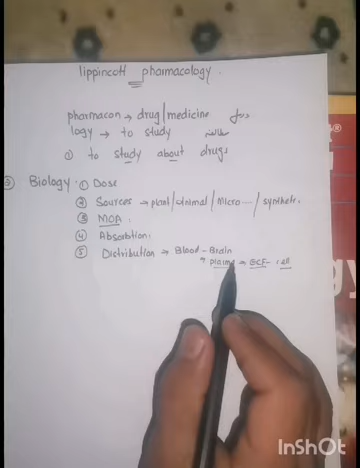 lippincott pharmacology.
pharmacon → drug/medicine
logy → to study
① to study about drugs
② Biology ① Dose
② Sources → plant/animal/micro—/synthetic.
③ MOA
④ Absorption.
⑤ Distribution → Blood - Brain
→ plasma → ECF - cell
InShOt